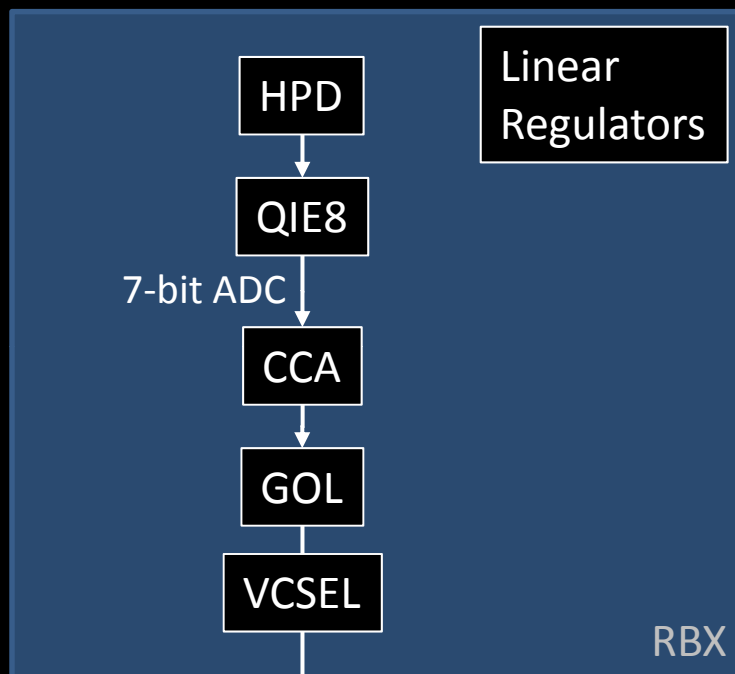 HPD
Linear
Regulators
QIE8
7-bit ADC
CCA
GOL
VCSEL
RBX